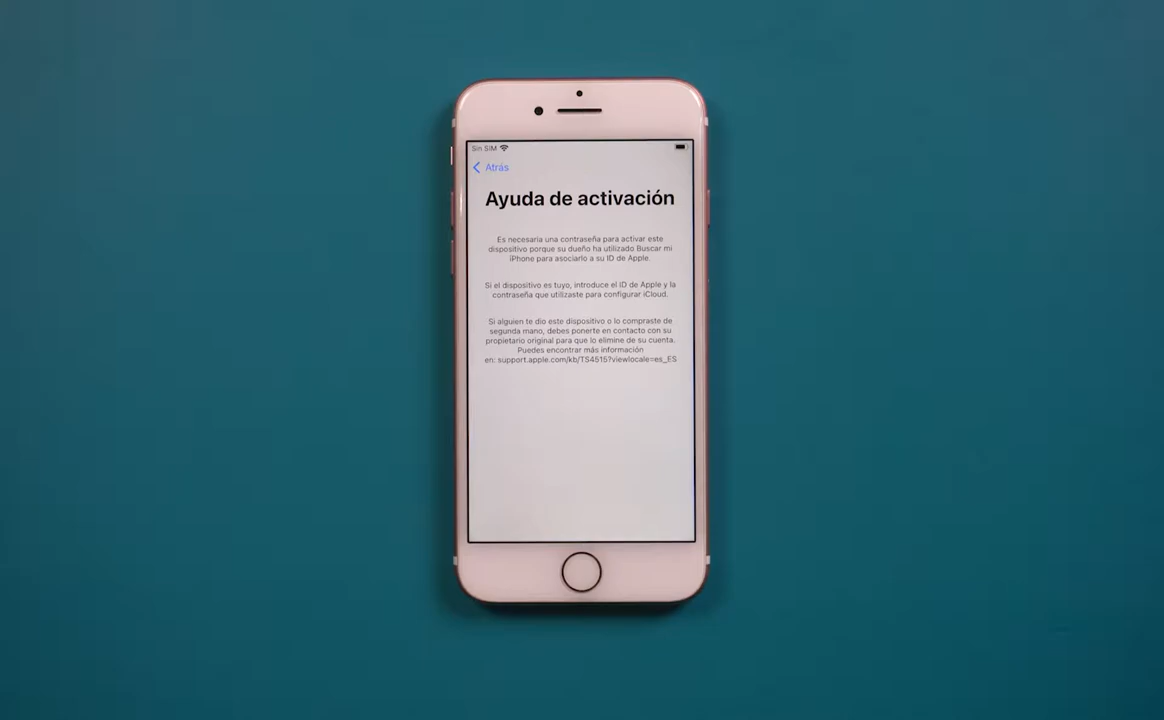 Sin SIM
Atrás
Ayuda de activación
Es necesaria una contraseña para activar este
dispositivo porque su dueño ha utilizado Buscar mi
iPhone para asociarlo a su ID de Apple.
Si el dispositivo es tuyo, introduce el ID de Apple y la
contraseña que utilizaste para configurar iCloud.
Si alguien te dio este dispositivo o lo compraste de
segunda mano, debes ponerte en contacto con su
propietario original para que lo elimine de su cuenta.
Puedes encontrar más información
en: support.apple.com/kb/TS4515?viewlocale=es_ES